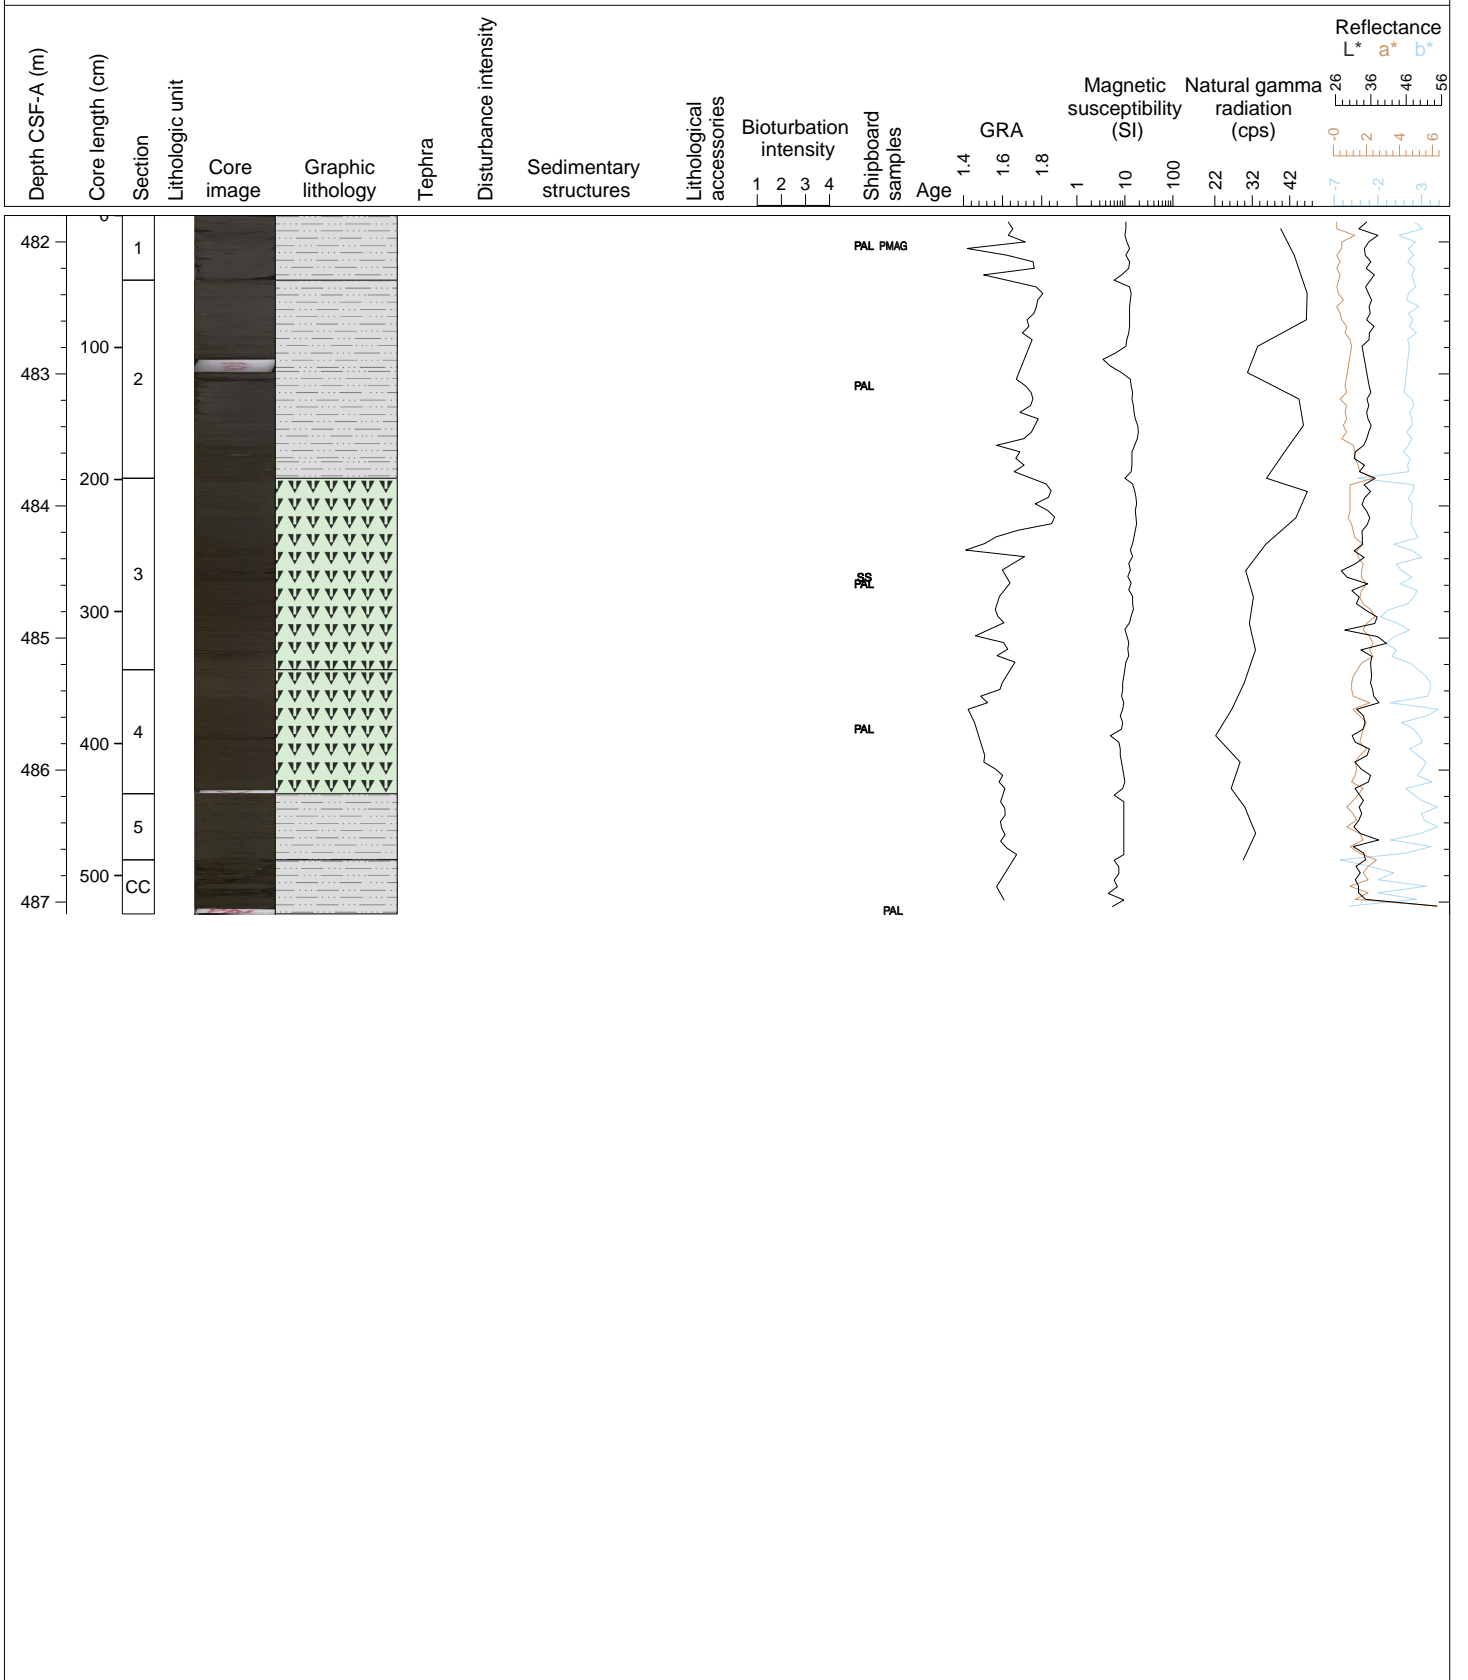 Depth CSF-A (m)
Core length (cm)
Section
Lithologic unit
Core
image
Graphic
lithology
Tephra
Disturbance intensity
Sedimentary
structures
Lithological
accessories
Bioturbation
intensity
1 2 3 4
Shipboard
samples
Age
GRA
1.4 1.6 1.8
Magnetic
susceptibility
(SI)
1 10 100
Natural gamma
radiation
(cps)
22 32 42
Reflectance
L* a* b*
26 36 46 56
-0 2 4 6
-7 -2 3
0
482
1
PAL PMAG
100
483
2
PAL
200
484
3
SS
PAL
300
485
4
PAL
400
486
5
500
CC
487
PAL